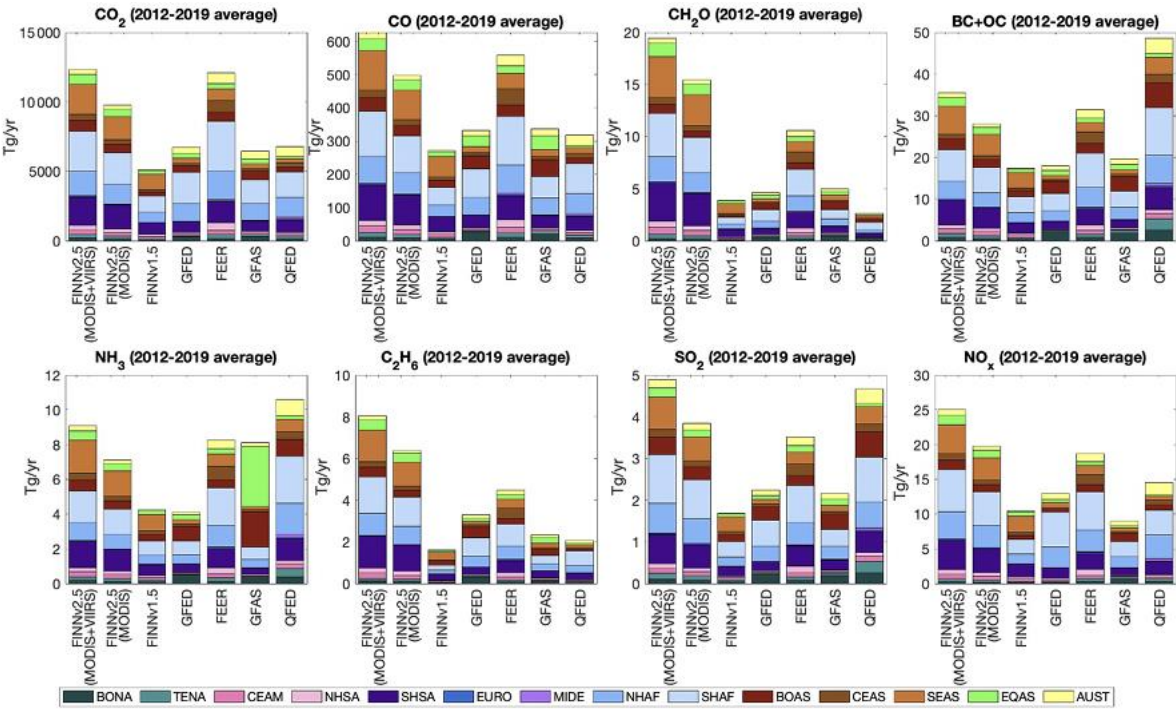 CO2 (2012-2019 average)
Tg/yr
15000
10000
5000
0
FINNv2.5 (MODIS+VIIRS)
FINNv2.5 (MODIS)
FINNv1.5
GFED
FEER
GFAS
QFED
CO (2012-2019 average)
Tg/yr
600
500
400
300
200
100
0
FINNv2.5 (MODIS+VIIRS)
FINNv2.5 (MODIS)
FINNv1.5
GFED
FEER
GFAS
QFED
CH2O (2012-2019 average)
Tg/yr
20
15
10
5
0
FINNv2.5 (MODIS+VIIRS)
FINNv2.5 (MODIS)
FINNv1.5
GFED
FEER
GFAS
QFED
BC+OC (2012-2019 average)
Tg/yr
50
40
30
20
10
0
FINNv2.5 (MODIS+VIIRS)
FINNv2.5 (MODIS)
FINNv1.5
GFED
FEER
GFAS
QFED
NH3 (2012-2019 average)
Tg/yr
12
10
8
6
4
2
0
FINNv2.5 (MODIS+VIIRS)
FINNv2.5 (MODIS)
FINNv1.5
GFED
FEER
GFAS
QFED
C2H6 (2012-2019 average)
Tg/yr
10
8
6
4
2
0
FINNv2.5 (MODIS+VIIRS)
FINNv2.5 (MODIS)
FINNv1.5
GFED
FEER
GFAS
QFED
SO2 (2012-2019 average)
Tg/yr
5
4
3
2
1
0
FINNv2.5 (MODIS+VIIRS)
FINNv2.5 (MODIS)
FINNv1.5
GFED
FEER
GFAS
QFED
NOx (2012-2019 average)
Tg/yr
30
25
20
15
10
5
0
FINNv2.5 (MODIS+VIIRS)
FINNv2.5 (MODIS)
FINNv1.5
GFED
FEER
GFAS
QFED
BONA TENA CEAM NHSA SHSA EURO MIDE NHAF SHAF BOAS CEAS SEAS EQAS AUST